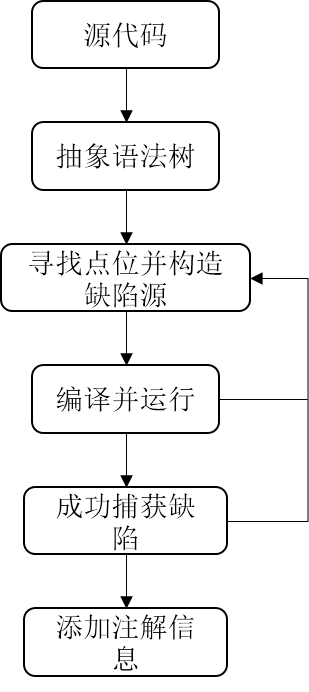 源代码
抽象语法树
寻找点位并构造
缺陷源
编译并运行
成功捕获缺
陷
添加注解信
息